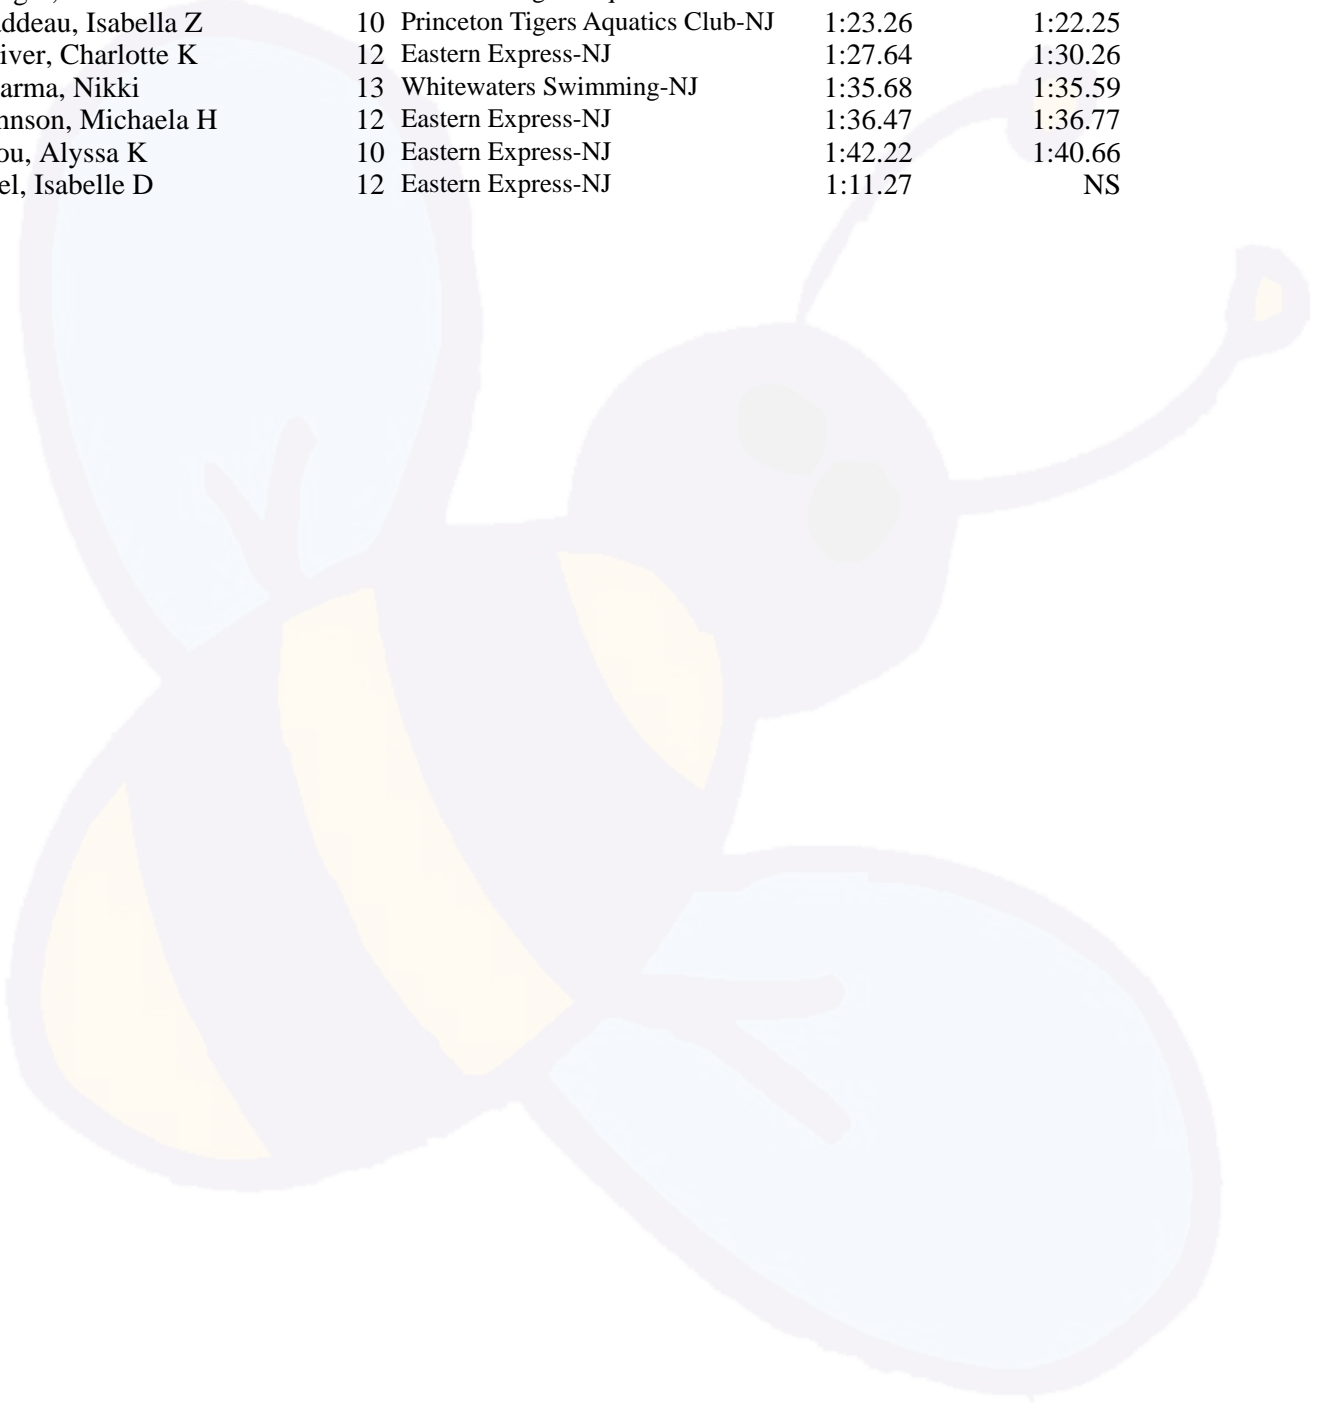 addeau, Isabella Z 10 Princeton Tigers Aquatics Club-NJ 1:23.26 1:22.25
iver, Charlotte K 12 Eastern Express-NJ 1:27.64 1:30.26
arma, Nikki 13 Whitewaters Swimming-NJ 1:35.68 1:35.59
hnson, Michaela H 12 Eastern Express-NJ 1:36.47 1:36.77
ou, Alyssa K 10 Eastern Express-NJ 1:42.22 1:40.66
el, Isabelle D 12 Eastern Express-NJ 1:11.27 NS